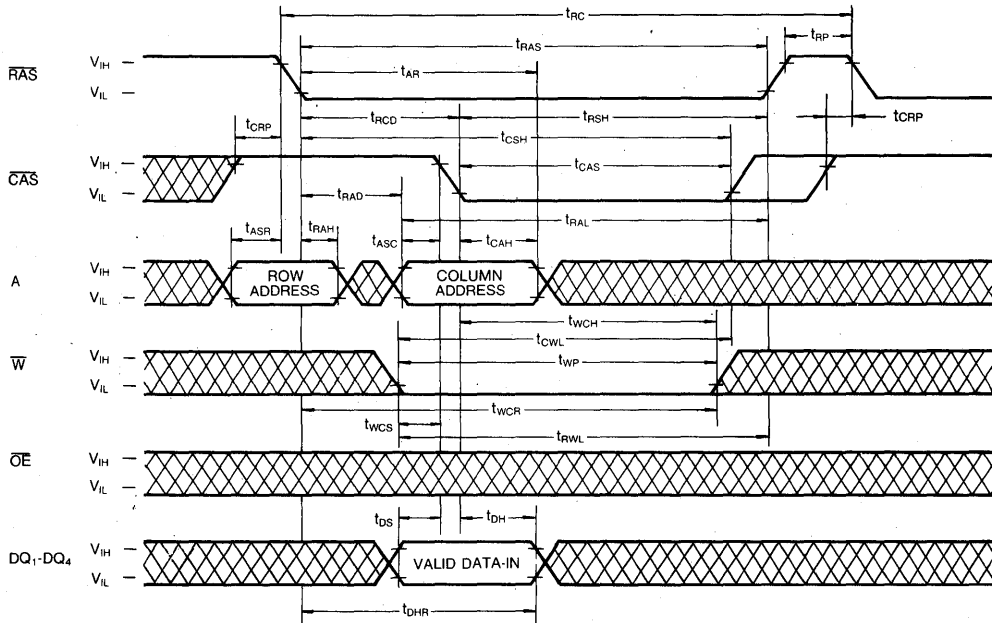 tRC
tRP
tRAS
RAS
VIH
VIL
tAR
tCRP
tRCD
tRSH
tCRP
tCSH
CAS
VIH
VIL
tCAS
tRAD
tRAL
tASR
tRAH
tASC
tCAH
A
VIH
VIL
ROW
ADDRESS
COLUMN
ADDRESS
tWCH
tCWL
W
VIH
VIL
tWP
tWCR
tWCS
tRWL
OE
VIH
VIL
tDS
tDH
DQ1-DQ4
VIH
VIL
VALID DATA-IN
tDHR